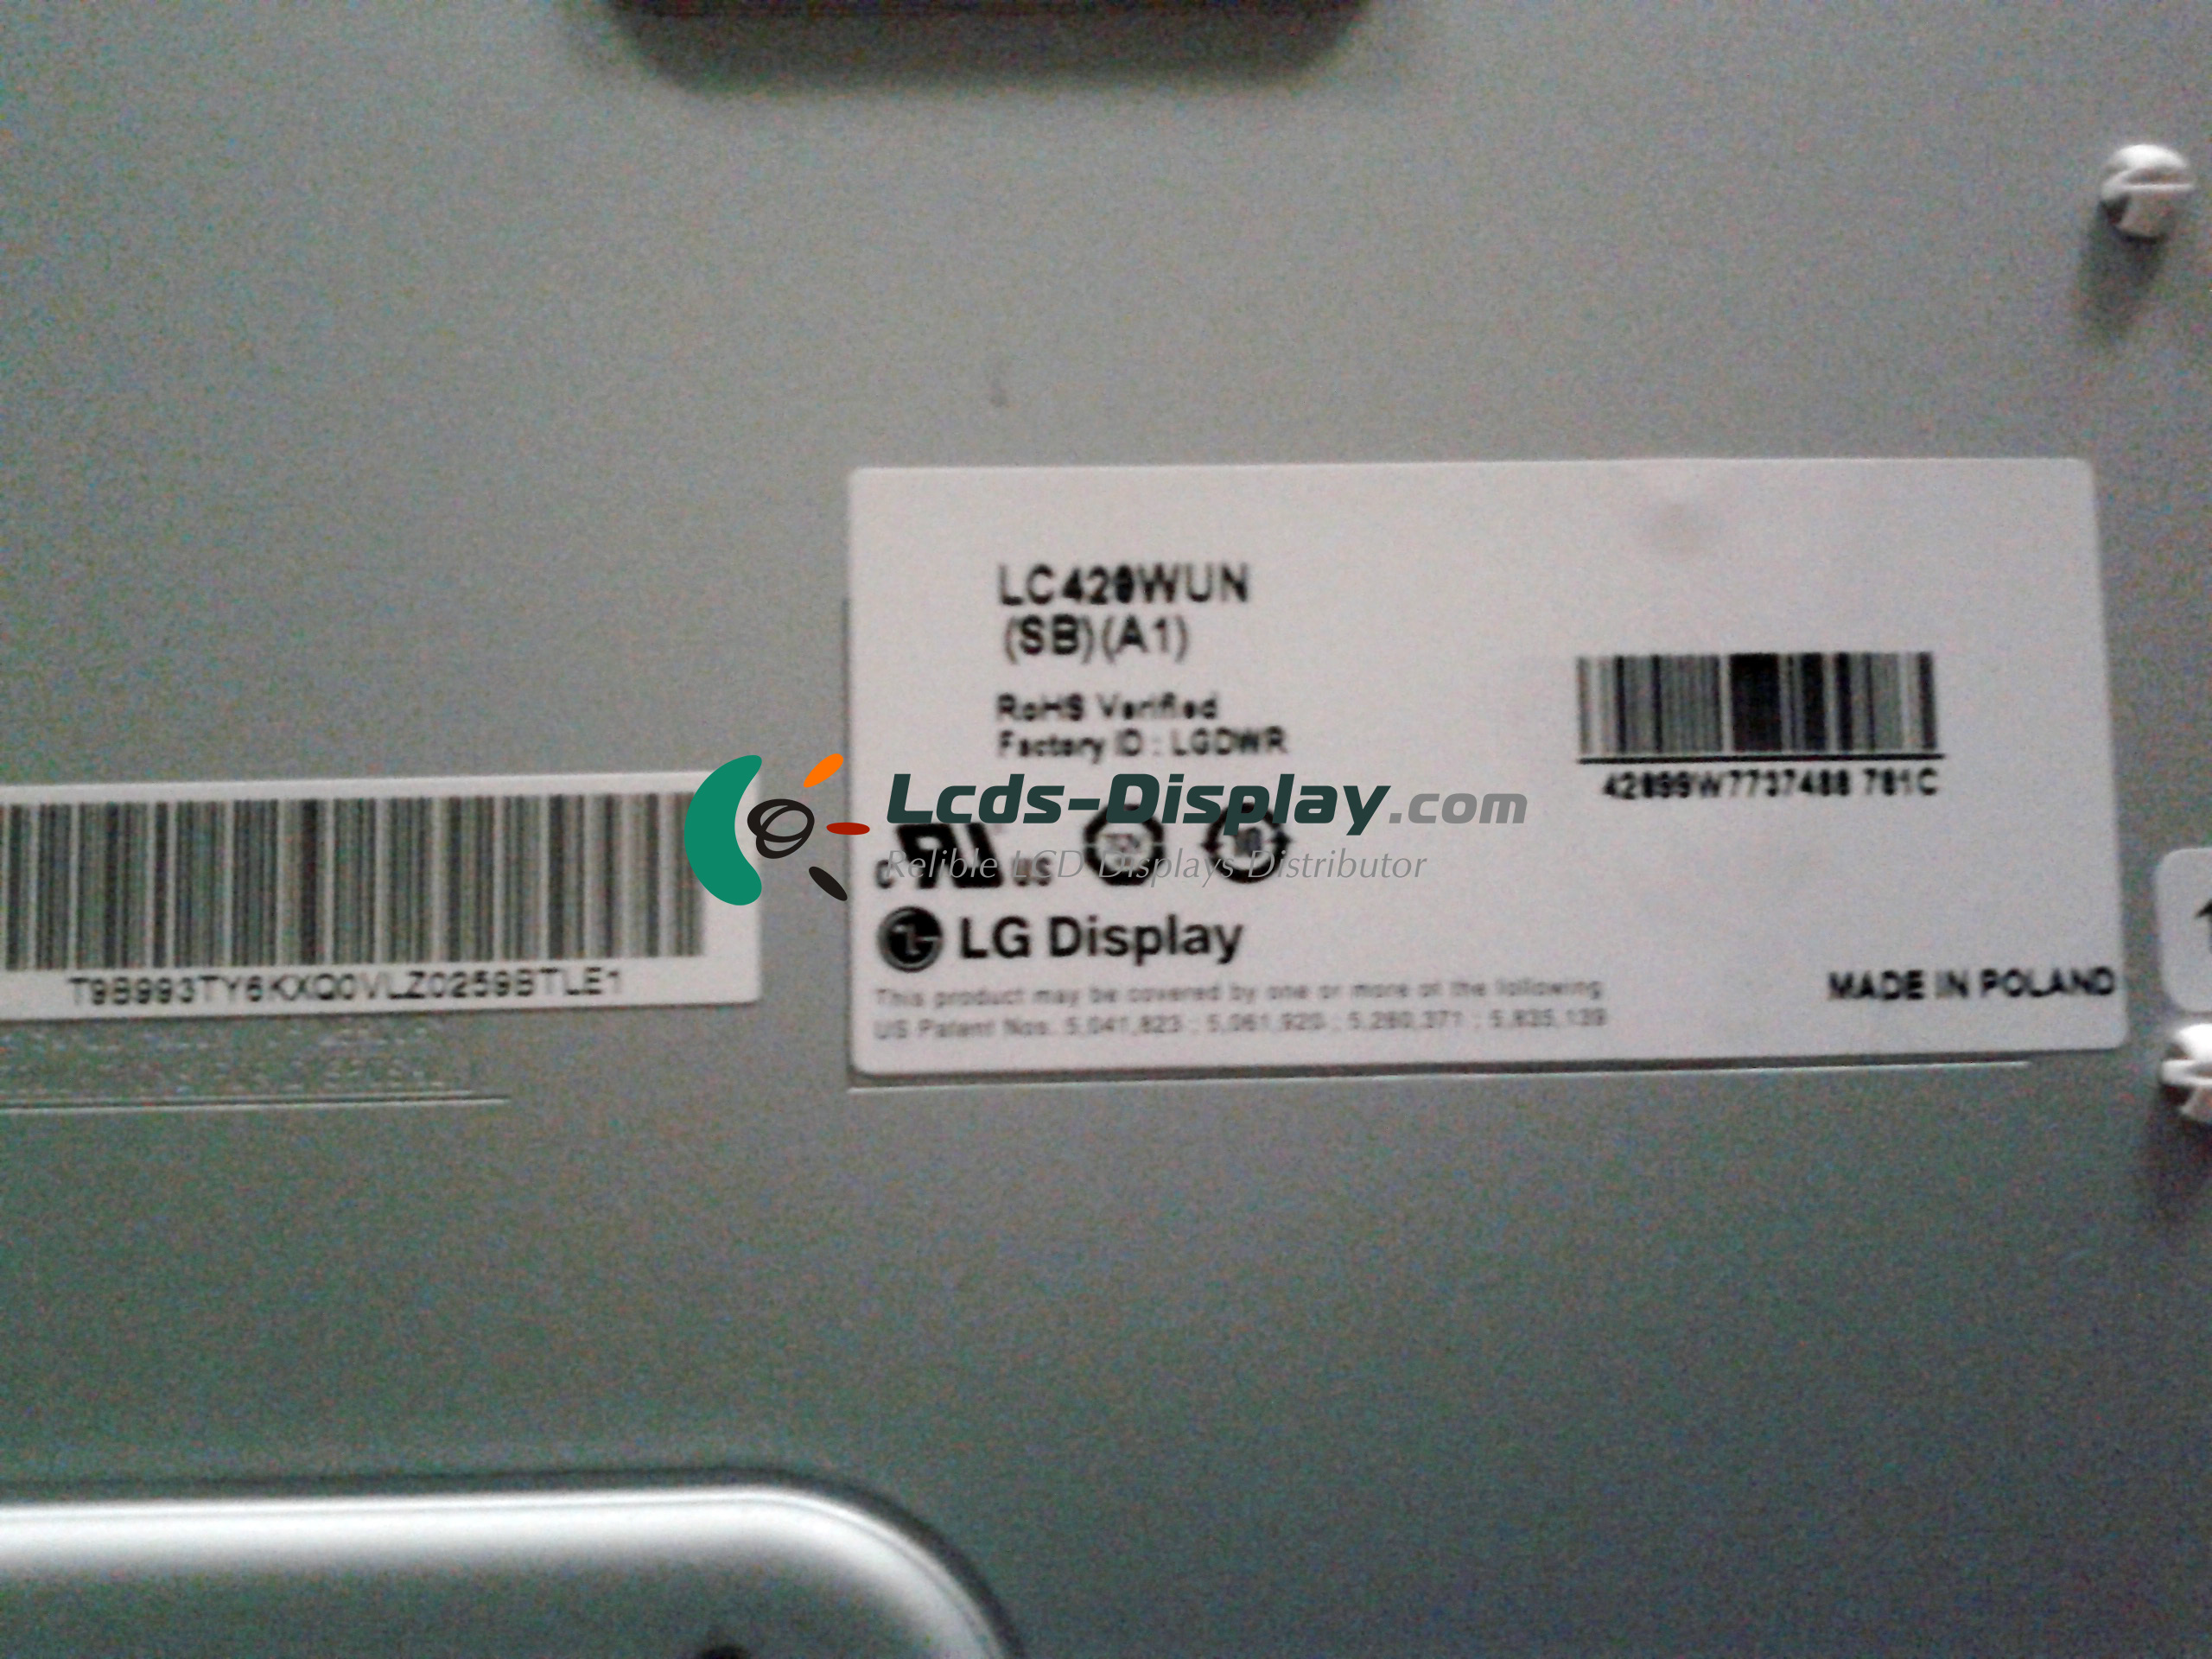 LC420WUN
(SB)(A1)
RoHS Verified
Factory ID : LGDWR
Lcds-Display.com
Relible LCD Displays Distributor
c US
LG Display
This product may be covered by one or more of the following
US Patent Nos. 5,041,823 ; 5,061,920 ; 5,280,371 ; 5,835,139
MADE IN POLAND
T9B993TY6KXQ0VLZ0259BTLE1